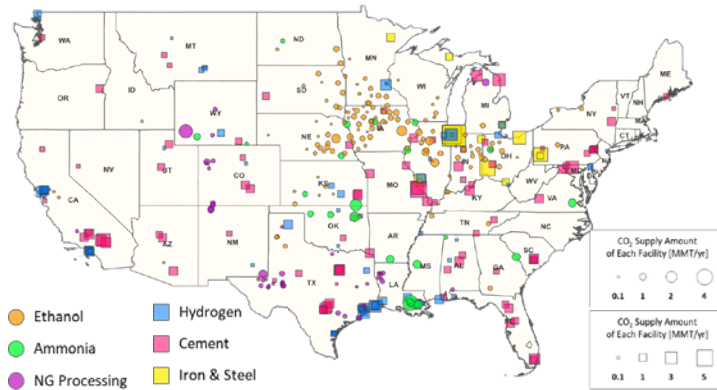 WA
MT
ND
MN
ME
OR
ID
SD
WI
MI
VT
NH
NY
MA
CT
WY
IA
NE
PA
NJ
OH
IL
NV
UT
CO
CA
KS
MO
WV
VA
KY
NC
TN
OK
AR
AZ
NM
SC
MS
AL
GA
TX
LA
FL
Ethanol
Ammonia
NG Processing
Hydrogen
Cement
Iron & Steel
CO2 Supply Amount
of Each Facility [MMT/yr]
0.1 1 2 4
CO2 Supply Amount
of Each Facility [MMT/yr]
0.1 1 3 5